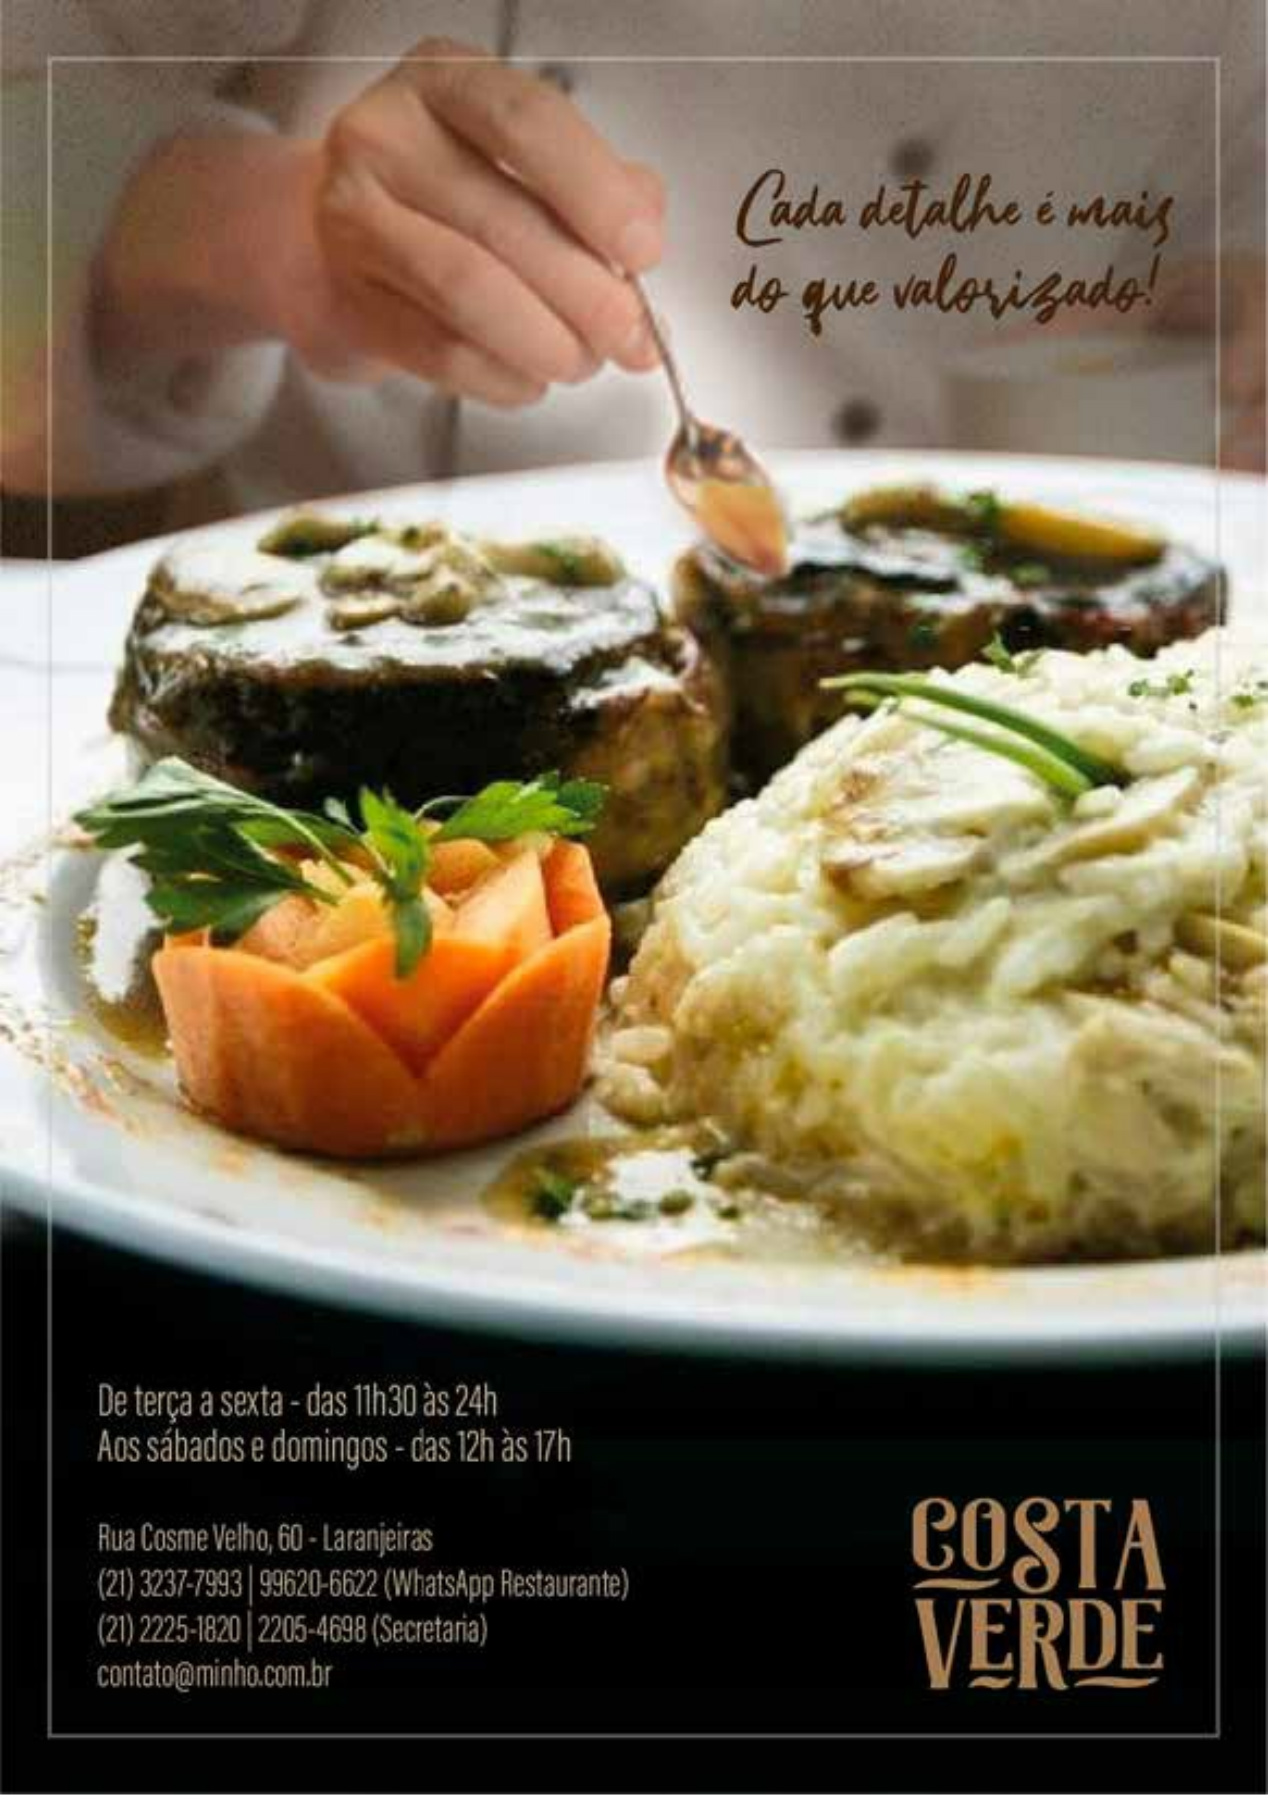 Cada detalhe é mais
do que valorizado!
De terça a sexta - das 11h30 às 24h
Aos sábados e domingos - das 12h às 17h
Rua Cosme Velho, 60 - Laranjeiras
(21) 3237-7993 | 99620-6622 (WhatsApp Restaurante)
(21) 2225-1820 | 2205-4698 (Secretaria)
contato@minho.com.br
COSTA
VERDE